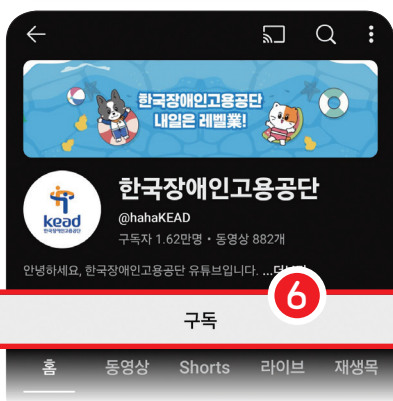 한국장애인고용공단
내일은 레벨業!
kead
한국장애인고용공단
한국장애인고용공단
@hahaKEAD
구독자 1.62만명 • 동영상 882개
안녕하세요, 한국장애인고용공단 유튜브입니다. ...더보기
6
구독
홈 동영상 Shorts 라이브 재생목